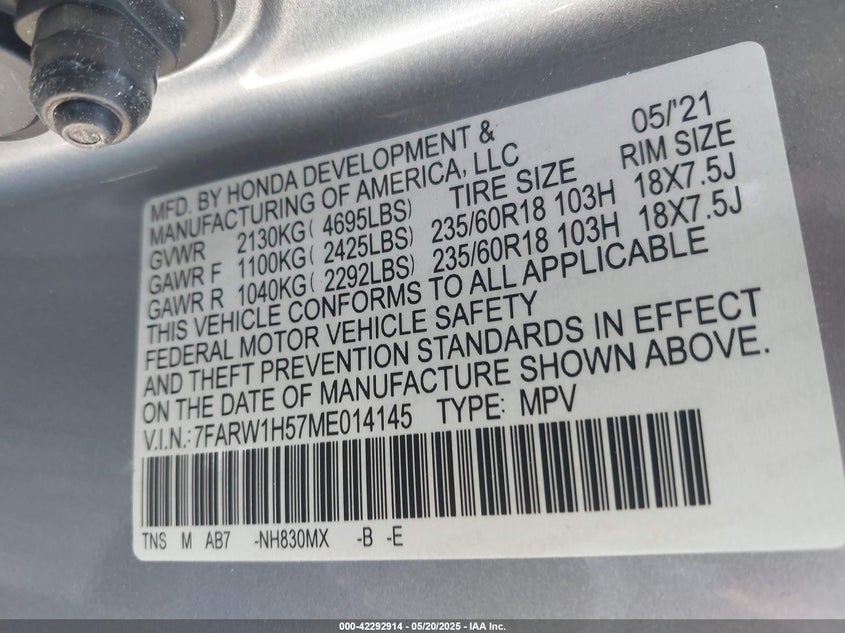 05/'21
MFD. BY HONDA DEVELOPMENT &
MANUFACTURING OF AMERICA, LLC
TIRE SIZE RIM SIZE
GVWR 2130KG( 4695LBS)
GAWR F 1100KG( 2425LBS) 235/60R18 103H 18X7.5J
GAWR R 1040KG( 2292LBS) 235/60R18 103H 18X7.5J
THIS VEHICLE CONFORMS TO ALL APPLICABLE
FEDERAL MOTOR VEHICLE SAFETY
AND THEFT PREVENTION STANDARDS IN EFFECT
ON THE DATE OF MANUFACTURE SHOWN ABOVE.
V.I.N.:7FARW1H57ME014145 TYPE: MPV
TNS M AB7 -NH830MX -B -E
000-42292914 - 05/20/2025 - IAA Inc.